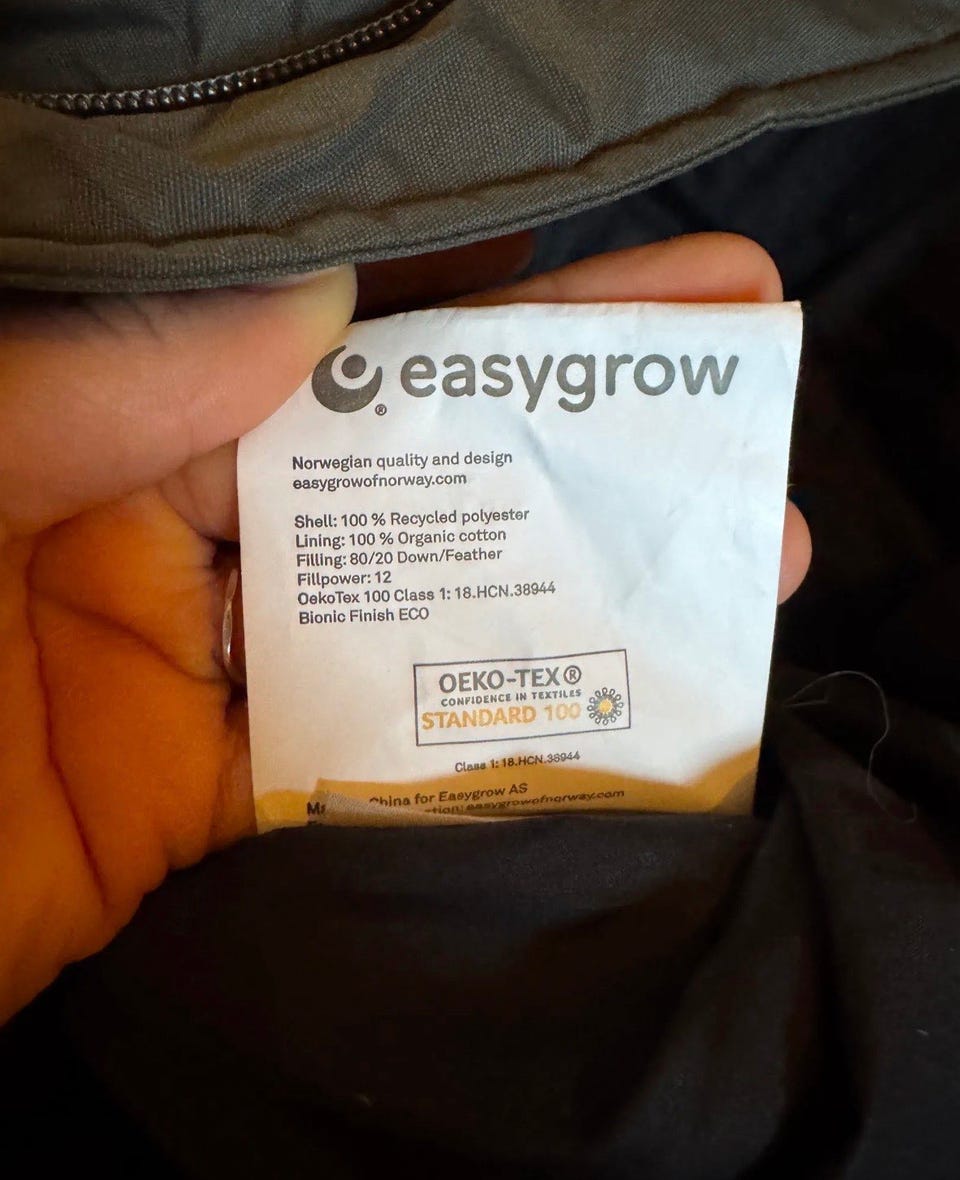 easygrow
®
Norwegian quality and design
easygrowofnorway.com
Shell: 100 % Recycled polyester
Lining: 100 % Organic cotton
Filling: 80/20 Down/Feather
Fillpower: 12
OekoTex 100 Class 1: 18.HCN.38944
Bionic Finish ECO
OEKO-TEX®
CONFIDENCE IN TEXTILES
STANDARD 100
Class 1: 18.HCN.38944
China for Easygrow AS
easygrowofnorway.com